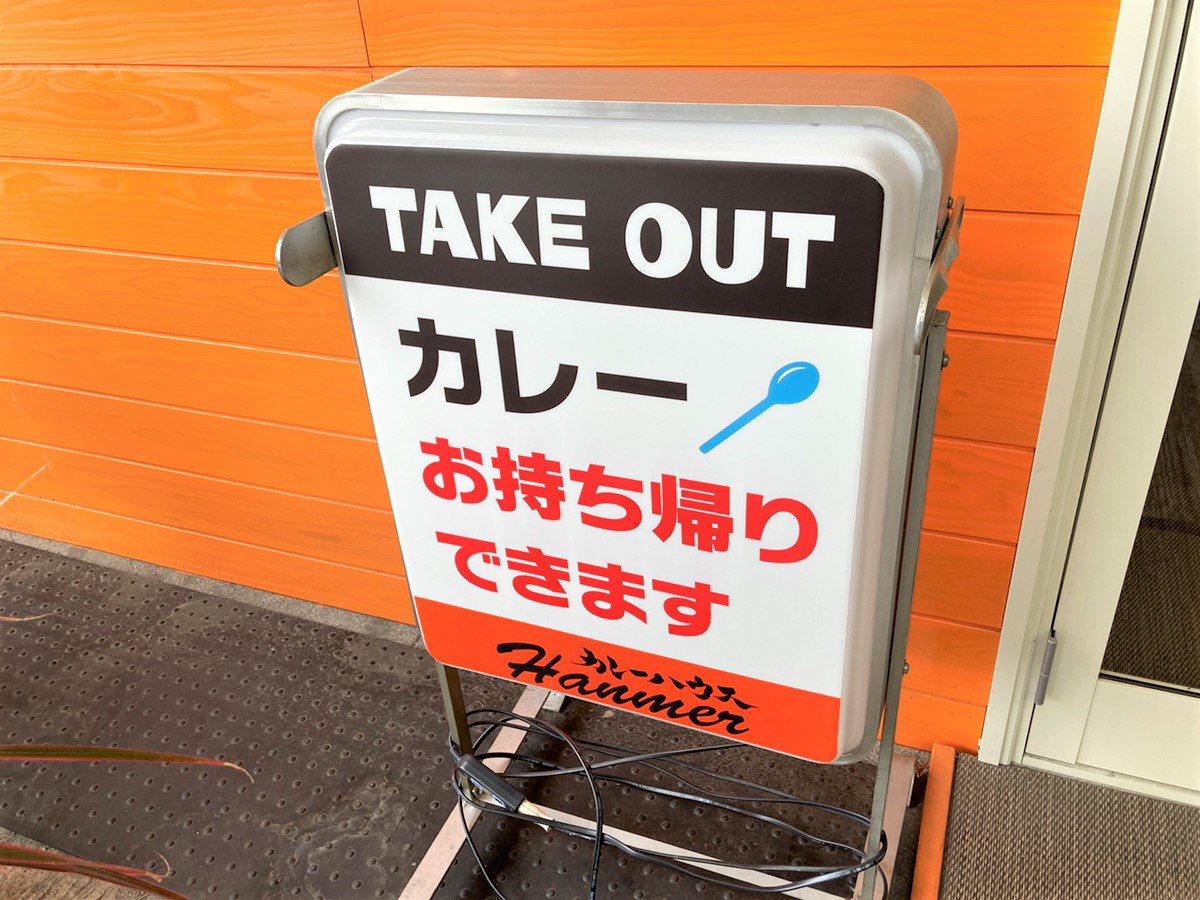 TAKE OUT
カレー
お持ち帰り
できます
カレーハウス
Hanmer